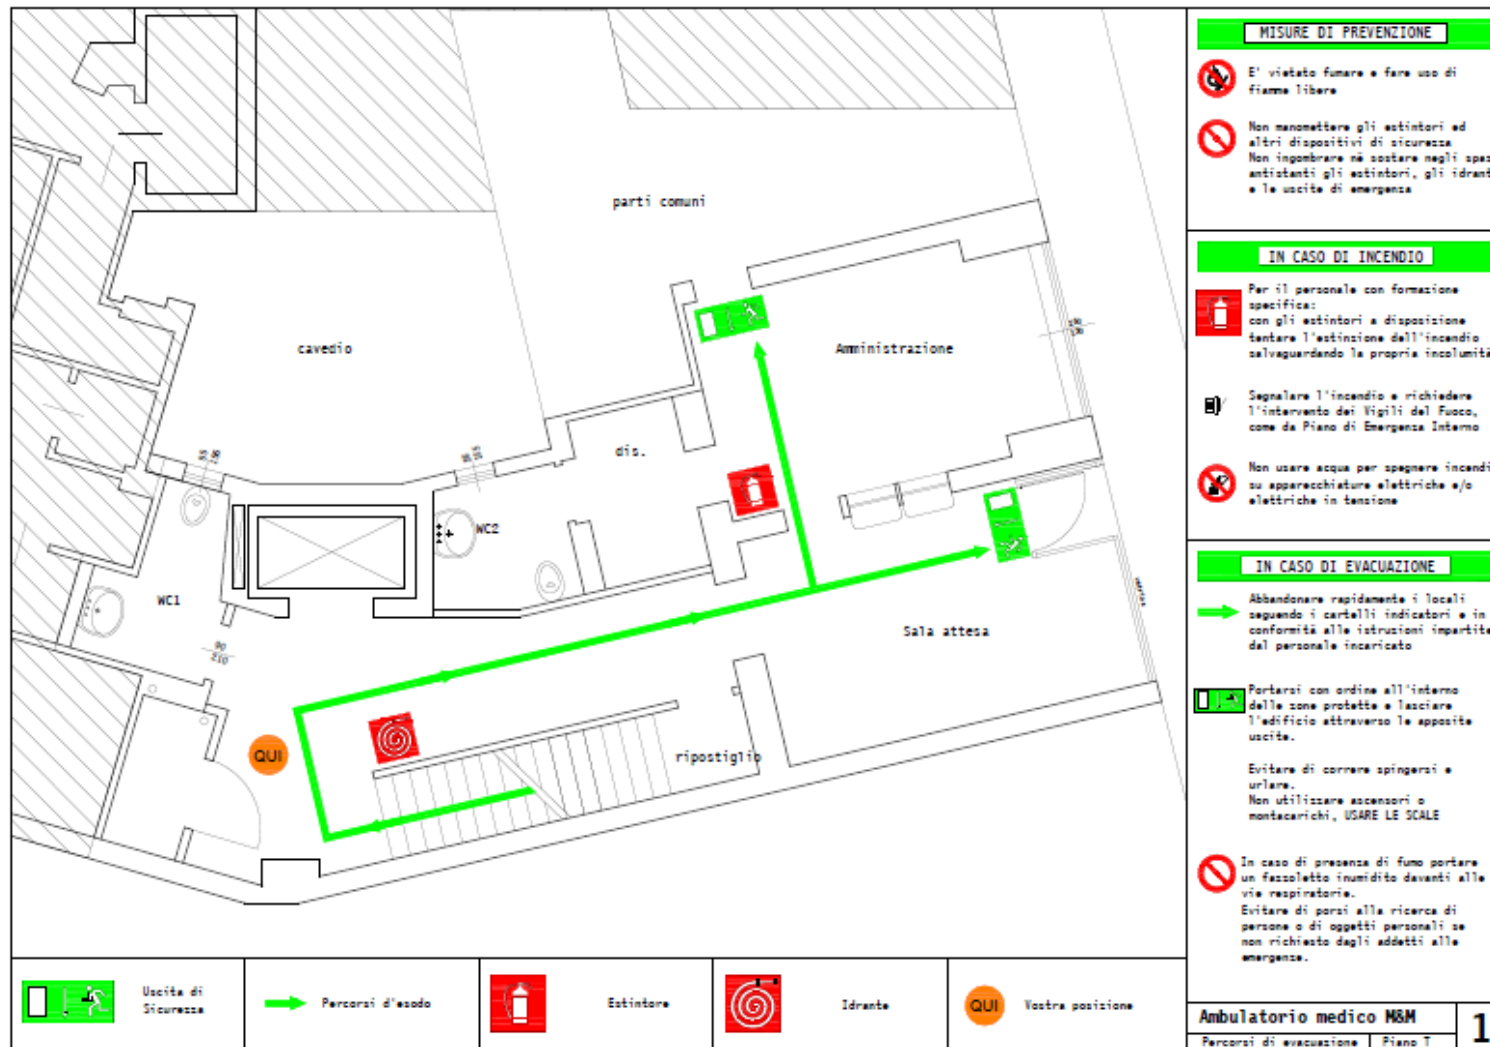 parti comuni
cavedio
Amministrazione
dis.
WC2
WC1
90
210
Sala attesa
QUI
ripostiglio
MISURE DI PREVENZIONE
E' vietato fumare e fare uso di
fiamme libere
Non manomettere gli estintori ed
altri dispositivi di sicurezza
Non ingombrare nè sostare negli spaz
antistanti gli estintori, gli idrant
e le uscite di emergenza
IN CASO DI INCENDIO
Per il personale con formazione
specifica:
con gli estintori a disposizione
tentare l'estinzione dell'incendio
salvaguardando la propria incolumità
Segnalare l'incendio e richiedere
l'intervento dei Vigili del Fuoco,
come da Piano di Emergenza Interno
Non usare acqua per spegnere incendi
su apparecchiature elettriche e/o
elettriche in tensione
IN CASO DI EVACUAZIONE
Abbandonare rapidamente i locali
seguendo i cartelli indicatori e in
conformità alle istruzioni impartite
dal personale incaricato
Portarsi con ordine all'interno
delle zone protette e lasciare
l'edificio attraverso le apposite
uscite.
Evitare di correre spingersi e
urlare.
Non utilizzare ascensori o
montacarichi, USARE LE SCALE
In caso di presenza di fumo portare
un fazzoletto inumidito davanti alle
vie respiratorie.
Evitare di porsi alla ricerca di
persone o di oggetti personali se
non richiesto dagli addetti alle
emergenze.
Uscita di
Sicurezza
Percorsi d'esodo
Estintore
Idrante
QUI
Vostra posizione
Ambulatorio medico M&M
Percorsi di evacuazione
Piano T
1